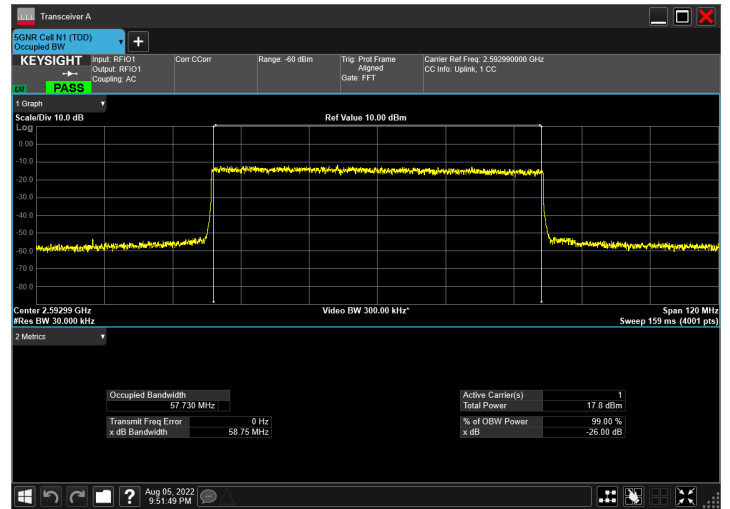 Transceiver A
5GNR Cell N1 (TDD)
Occupied BW
KEYSIGHT
LXI
PASS
Input: RFIO1
Output: RFIO1
Coupling: AC
Corr CCorr
Range: -60 dBm
Trig: Prot Frame
Aligned
Gate: FFT
Carrier Ref Freq: 2.592990000 GHz
CC Info: Uplink, 1 CC
1 Graph
Scale/Div 10.0 dB
Ref Value 10.00 dBm
Log
0.00
-10.0
-20.0
-30.0
-40.0
-50.0
-60.0
-70.0
-80.0
Center 2.59299 GHz
Video BW 300.00 kHz*
Span 120 MHz
#Res BW 30.000 kHz
Sweep 159 ms (4001 pts)
2 Metrics
Occupied Bandwidth
57.730 MHz
Transmit Freq Error 0 Hz
x dB Bandwidth 58.75 MHz
Active Carrier(s) 1
Total Power 17.8 dBm
% of OBW Power 99.00 %
x dB -26.00 dB
?
Aug 05, 2022
9:51:49 PM